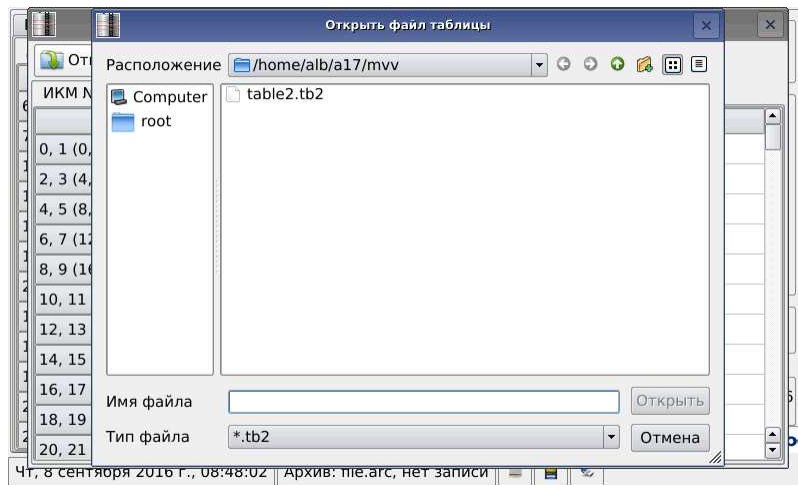 Открыть файл таблицы
Расположение /home/alb/a17/mvv
Computer
root
table2.tb2
ИКМ
0, 1 (0,
2, 3 (4,
4, 5 (8,
6, 7 (12
8, 9 (16
10, 11
12, 13
14, 15
16, 17
18, 19
20, 21
Имя файла Открыть
Тип файла *.tb2 Отмена
Чт, 8 сентября 2016 г., 08:48:02 Архив: file.arc, нет записи